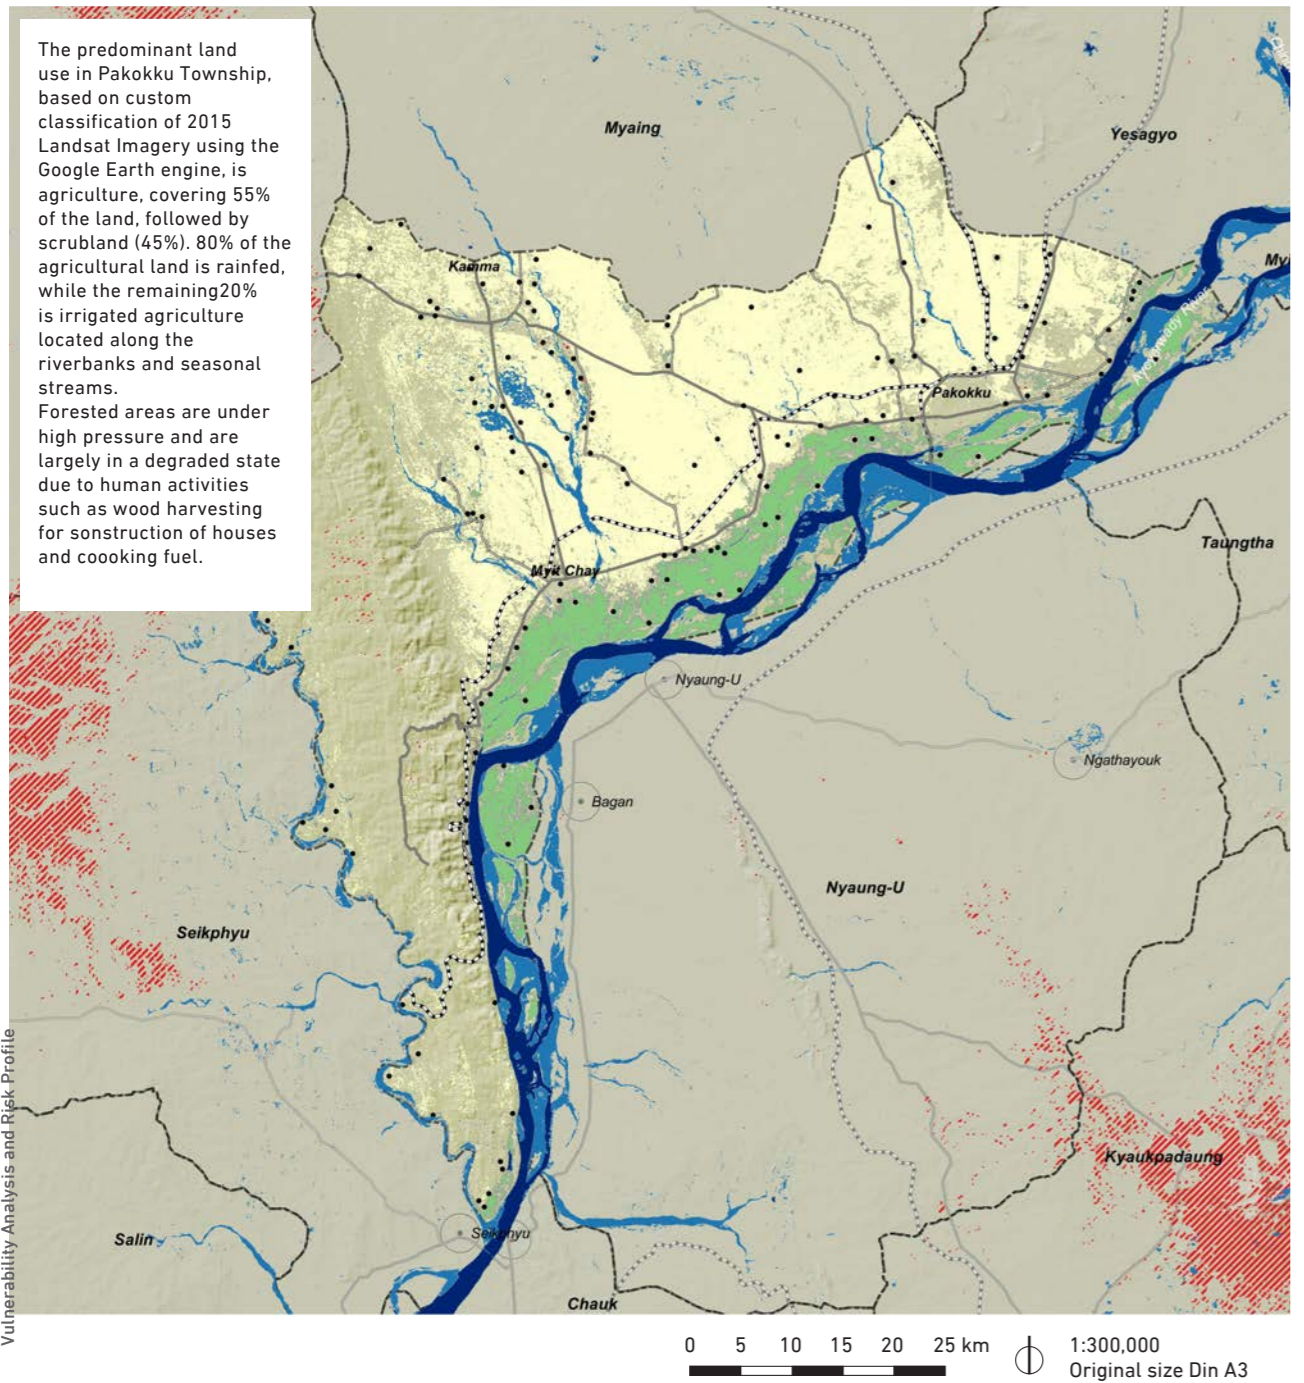 The predominant land
use in Pakokku Township,
based on custom
classification of 2015
Landsat Imagery using the
Google Earth engine, is
agriculture, covering 55%
of the land, followed by
scrubland (45%). 80% of the
agricultural land is rainfed,
while the remaining20%
is irrigated agriculture
located along the
riverbanks and seasonal
streams.
Forested areas are under
high pressure and are
largely in a degraded state
due to human activities
such as wood harvesting
for sonstruction of houses
and coooking fuel.
Myaing
Yesagyo
Kamma
Pakokku
Taungtha
Myit Chay
Nyaung-U
Ngathayouk
Bagan
Nyaung-U
Seikphyu
Kyaukpadaung
Salin
Seikphyu
Chauk
Vulnerability Analysis and Risk Profile
0 5 10 15 20 25 km
1:300,000
Original size Din A3